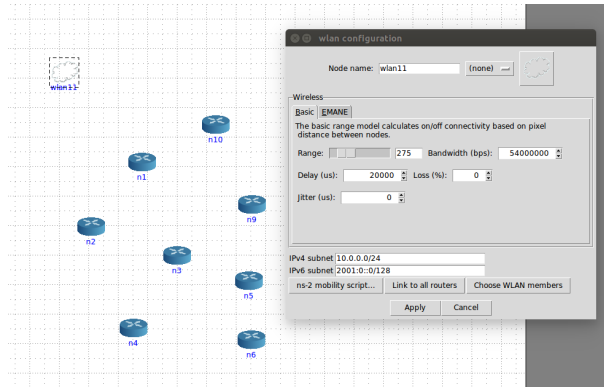 wlan configuration
Node name: wlan11 (none)
Wireless
Basic EMANE
The basic range model calculates on/off connectivity based on pixel
distance between nodes.
Range: 275 Bandwidth (bps): 54000000
Delay (us): 20000 Loss (%): 0
Jitter (us): 0
IPv4 subnet 10.0.0.0/24
IPv6 subnet 2001:0::0/128
ns-2 mobility script... Link to all routers Choose WLAN members
Apply Cancel
wlan11
n10
n1
n9
n2
n3
n5
n4
n6